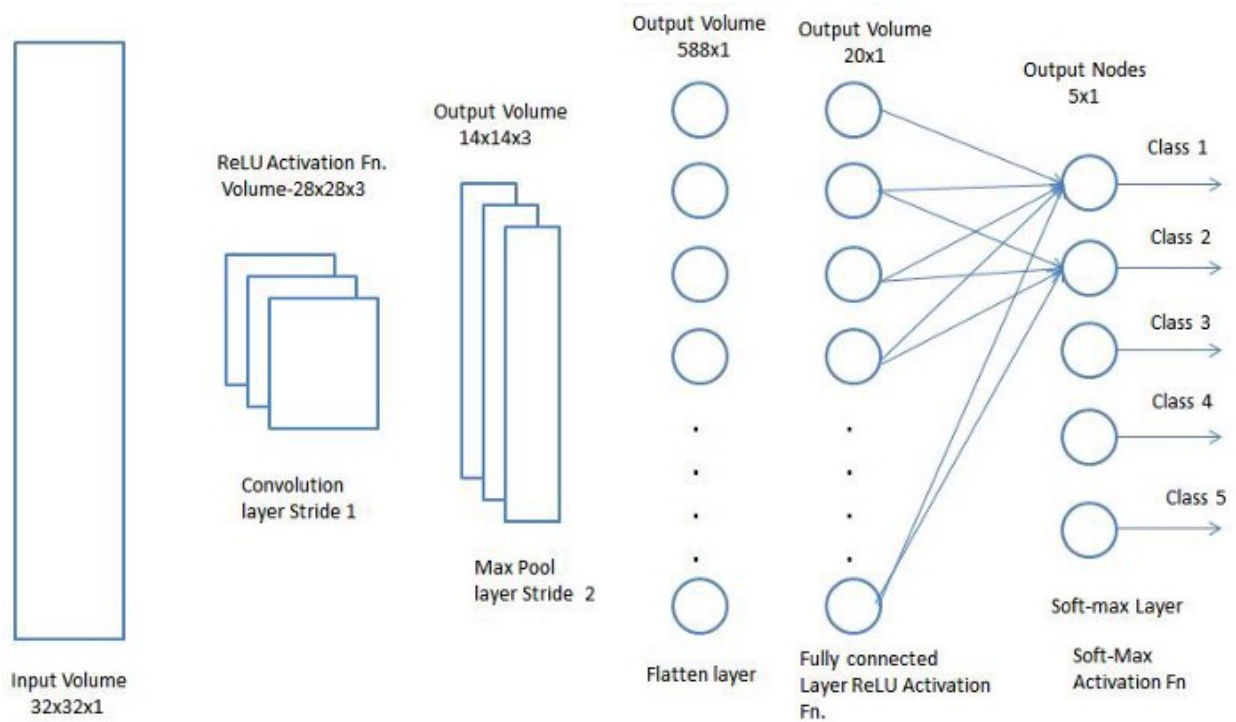 Input Volume
32x32x1
ReLU Activation Fn.
Volume-28x28x3
Convolution
layer Stride 1
Output Volume
14x14x3
Max Pool
layer Stride 2
Output Volume
588x1
Flatten layer
Output Volume
20x1
Fully connected
Layer ReLU Activation
Fn.
Output Nodes
5x1
Class 1
Class 2
Class 3
Class 4
Class 5
Soft-max Layer
Soft-Max
Activation Fn